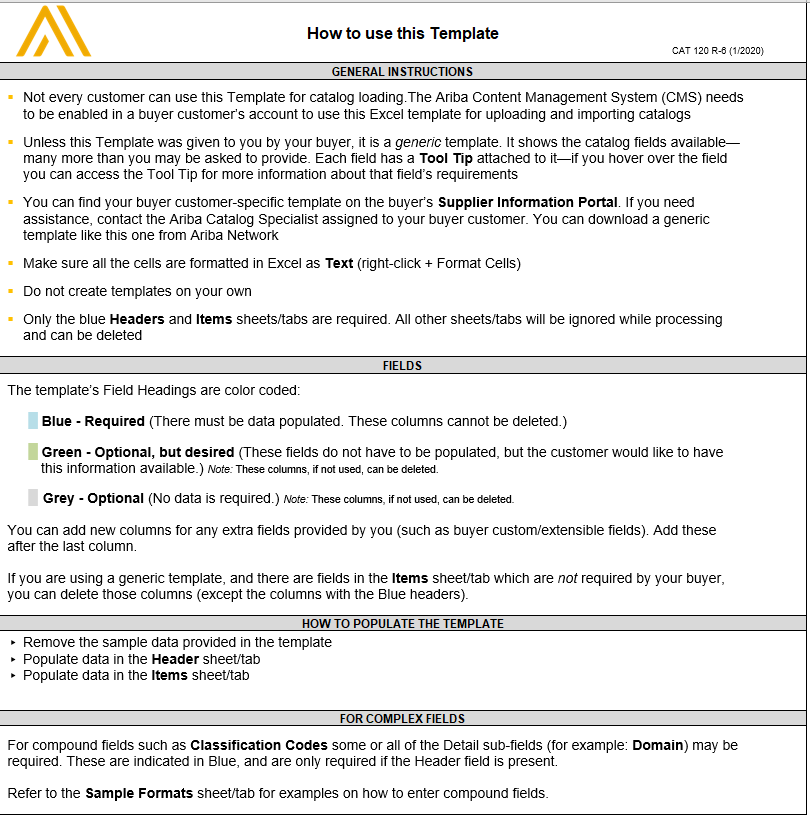 How to use this Template
CAT 120 R-6 (1/2020)
GENERAL INSTRUCTIONS
▪ Not every customer can use this Template for catalog loading.The Ariba Content Management System (CMS) needs
to be enabled in a buyer customer's account to use this Excel template for uploading and importing catalogs
▪ Unless this Template was given to you by your buyer, it is a generic template. It shows the catalog fields available—
many more than you may be asked to provide. Each field has a Tool Tip attached to it—if you hover over the field
you can access the Tool Tip for more information about that field's requirements
▪ You can find your buyer customer-specific template on the buyer's Supplier Information Portal. If you need
assistance, contact the Ariba Catalog Specialist assigned to your buyer customer. You can download a generic
template like this one from Ariba Network
▪ Make sure all the cells are formatted in Excel as Text (right-click + Format Cells)
▪ Do not create templates on your own
▪ Only the blue Headers and Items sheets/tabs are required. All other sheets/tabs will be ignored while processing
and can be deleted
FIELDS
The template's Field Headings are color coded:
Blue - Required (There must be data populated. These columns cannot be deleted.)
Green - Optional, but desired (These fields do not have to be populated, but the customer would like to have
this information available.) Note: These columns, if not used, can be deleted.
Grey - Optional (No data is required.) Note: These columns, if not used, can be deleted.
You can add new columns for any extra fields provided by you (such as buyer custom/extensible fields). Add these
after the last column.
If you are using a generic template, and there are fields in the Items sheet/tab which are not required by your buyer,
you can delete those columns (except the columns with the Blue headers).
HOW TO POPULATE THE TEMPLATE
‣ Remove the sample data provided in the template
‣ Populate data in the Header sheet/tab
‣ Populate data in the Items sheet/tab
FOR COMPLEX FIELDS
For compound fields such as Classification Codes some or all of the Detail sub-fields (for example: Domain) may be
required. These are indicated in Blue, and are only required if the Header field is present.
Refer to the Sample Formats sheet/tab for examples on how to enter compound fields.